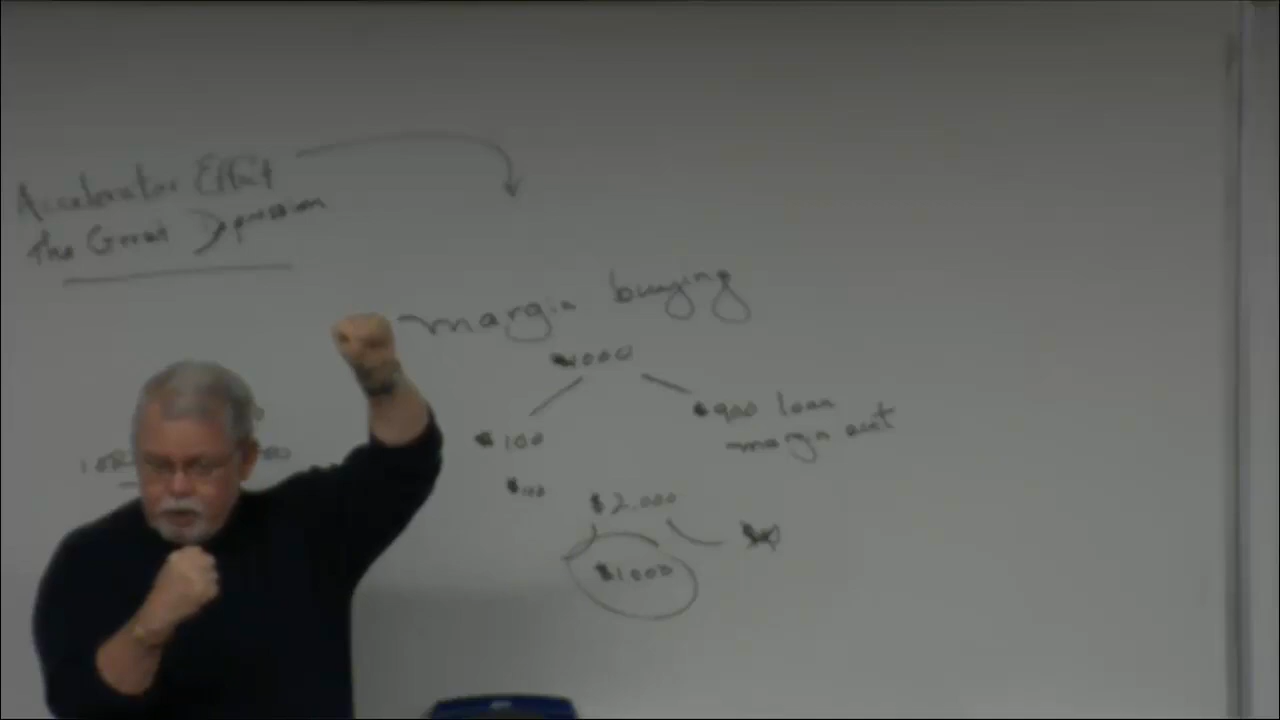 Accelerator Effect
The Great Depression
margin buying
$1000
$100
$900 loan
margin acct
$100
$2,000
$1000